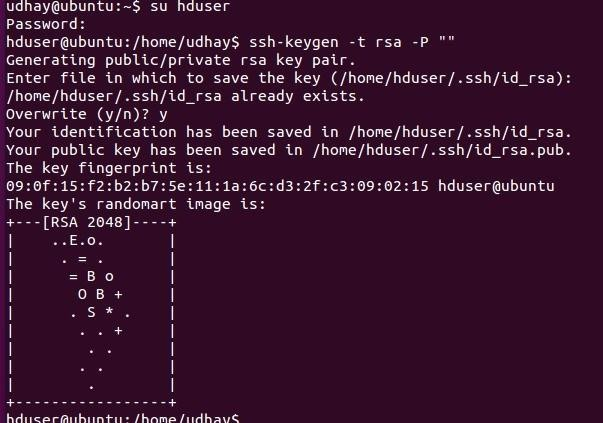 udhay@ubuntu:~$ su hduser
Password:
hduser@ubuntu:/home/udhay$ ssh-keygen -t rsa -P ""
Generating public/private rsa key pair.
Enter file in which to save the key (/home/hduser/.ssh/id_rsa):
/home/hduser/.ssh/id_rsa already exists.
Overwrite (y/n)? y
Your identification has been saved in /home/hduser/.ssh/id_rsa.
Your public key has been saved in /home/hduser/.ssh/id_rsa.pub.
The key fingerprint is:
09:0f:15:f2:b2:b7:5e:11:1a:6c:d3:2f:c3:09:02:15 hduser@ubuntu
The key's randomart image is:
+---[RSA 2048]----+
|    ..E.o.       |
|     . = .       |
|      = B o      |
|       O B +     |
|      . S * .    |
|       . . +     |
|        . .      |
|       . .       |
|        .        |
+-----------------+
hduser@ubuntu:/home/udhay$